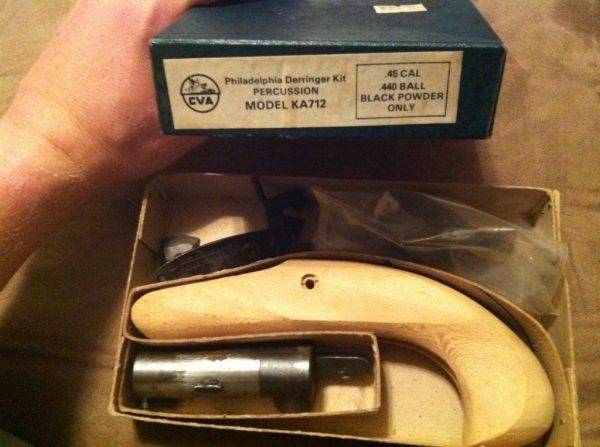 CVA
Philadelphia Derringer Kit
PERCUSSION
MODEL KA712
.45 CAL
.440 BALL
BLACK POWDER
ONLY